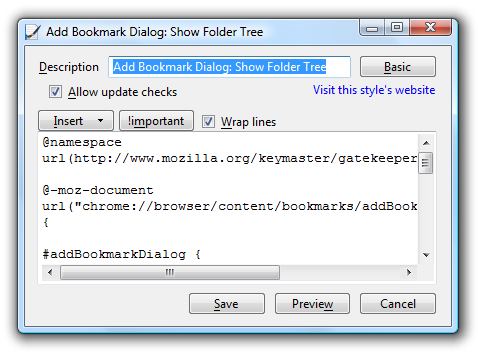 Add Bookmark Dialog: Show Folder Tree
Description Add Bookmark Dialog: Show Folder Tree Basic
Allow update checks Visit this style's website
Insert !important Wrap lines
@namespace
url(http://www.mozilla.org/keymaster/gatekeeper
@-moz-document
url("chrome://browser/content/bookmarks/addBook
{
#addBookmarkDialog {
Save Preview Cancel